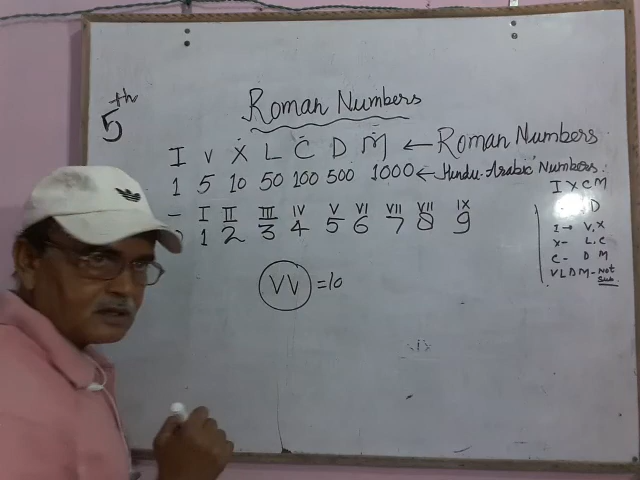 5th
Roman Numbers
I V X L C D M ← Roman Numbers
1 5 10 50 100 500 1000 ← Hindu-Arabic Numbers:
I X C M
– I II III IV V VI VII VII IX
1 2 3 4 5 6 7 8 9
D
I → V.X
X- L.C
C- D M
V L D M - Not
Sub.
VV = 10